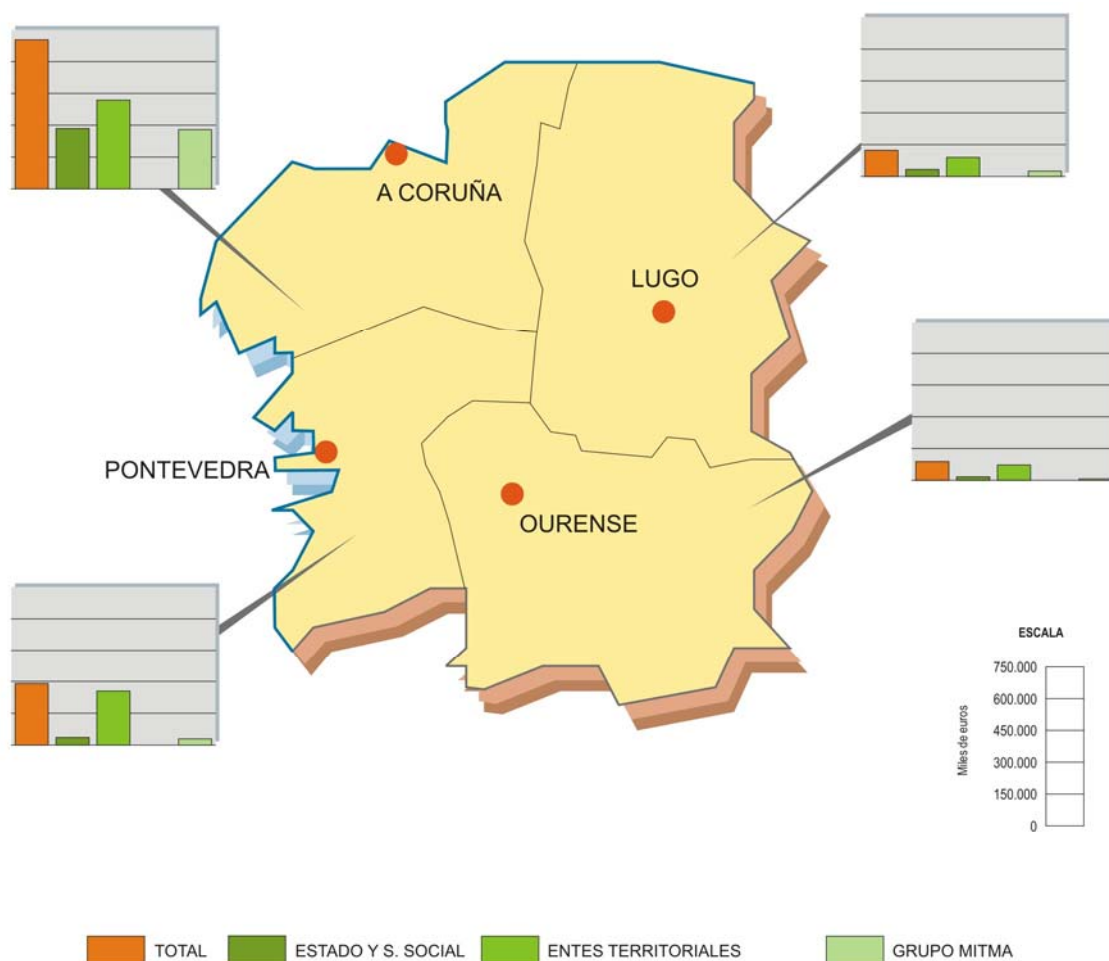 A CORUÑA
LUGO
PONTEVEDRA
OURENSE
ESCALA
Miles de euros
750.000
600.000
450.000
300.000
150.000
0
TOTAL
ESTADO Y S. SOCIAL
ENTES TERRITORIALES
GRUPO MITMA